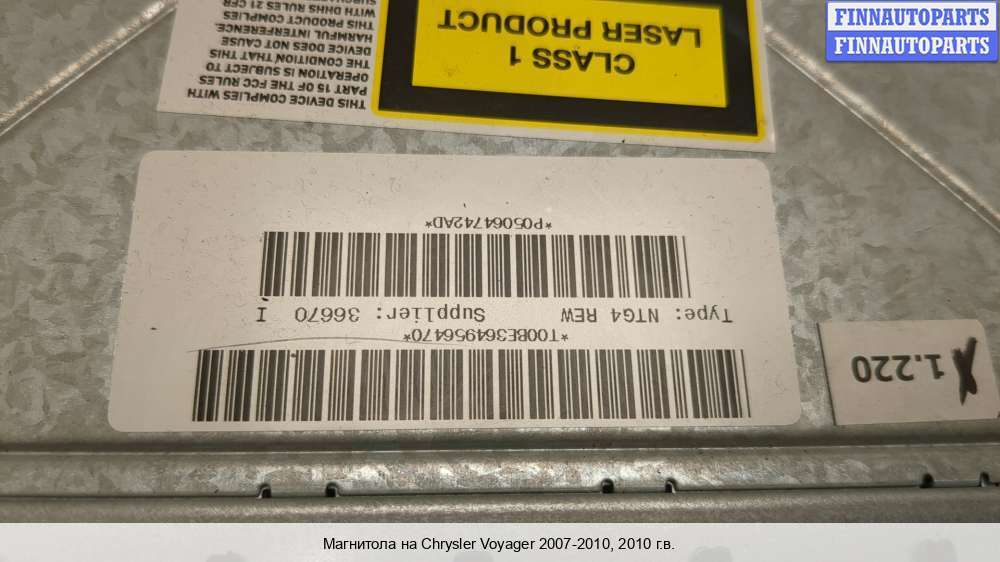 FINNAUTOPARTS
FINNAUTOPARTS
THIS DEVICE COMPLIES WITH
PART 15 OF THE FCC RULES
OPERATION IS SUBJECT TO
THE CONDITION THAT THIS
DEVICE DOES NOT CAUSE
HARMFUL INTERFERENCE.
THIS PRODUCT COMPLIES
WITH DHHS RULES 21 CFR
CLASS 1
LASER PRODUCT
*T00BE364956470*
Type: NTG4 REW Supplier: 36670 I
*P05064742AD*
1.220
Магнитола на Chrysler Voyager 2007-2010, 2010 г.в.